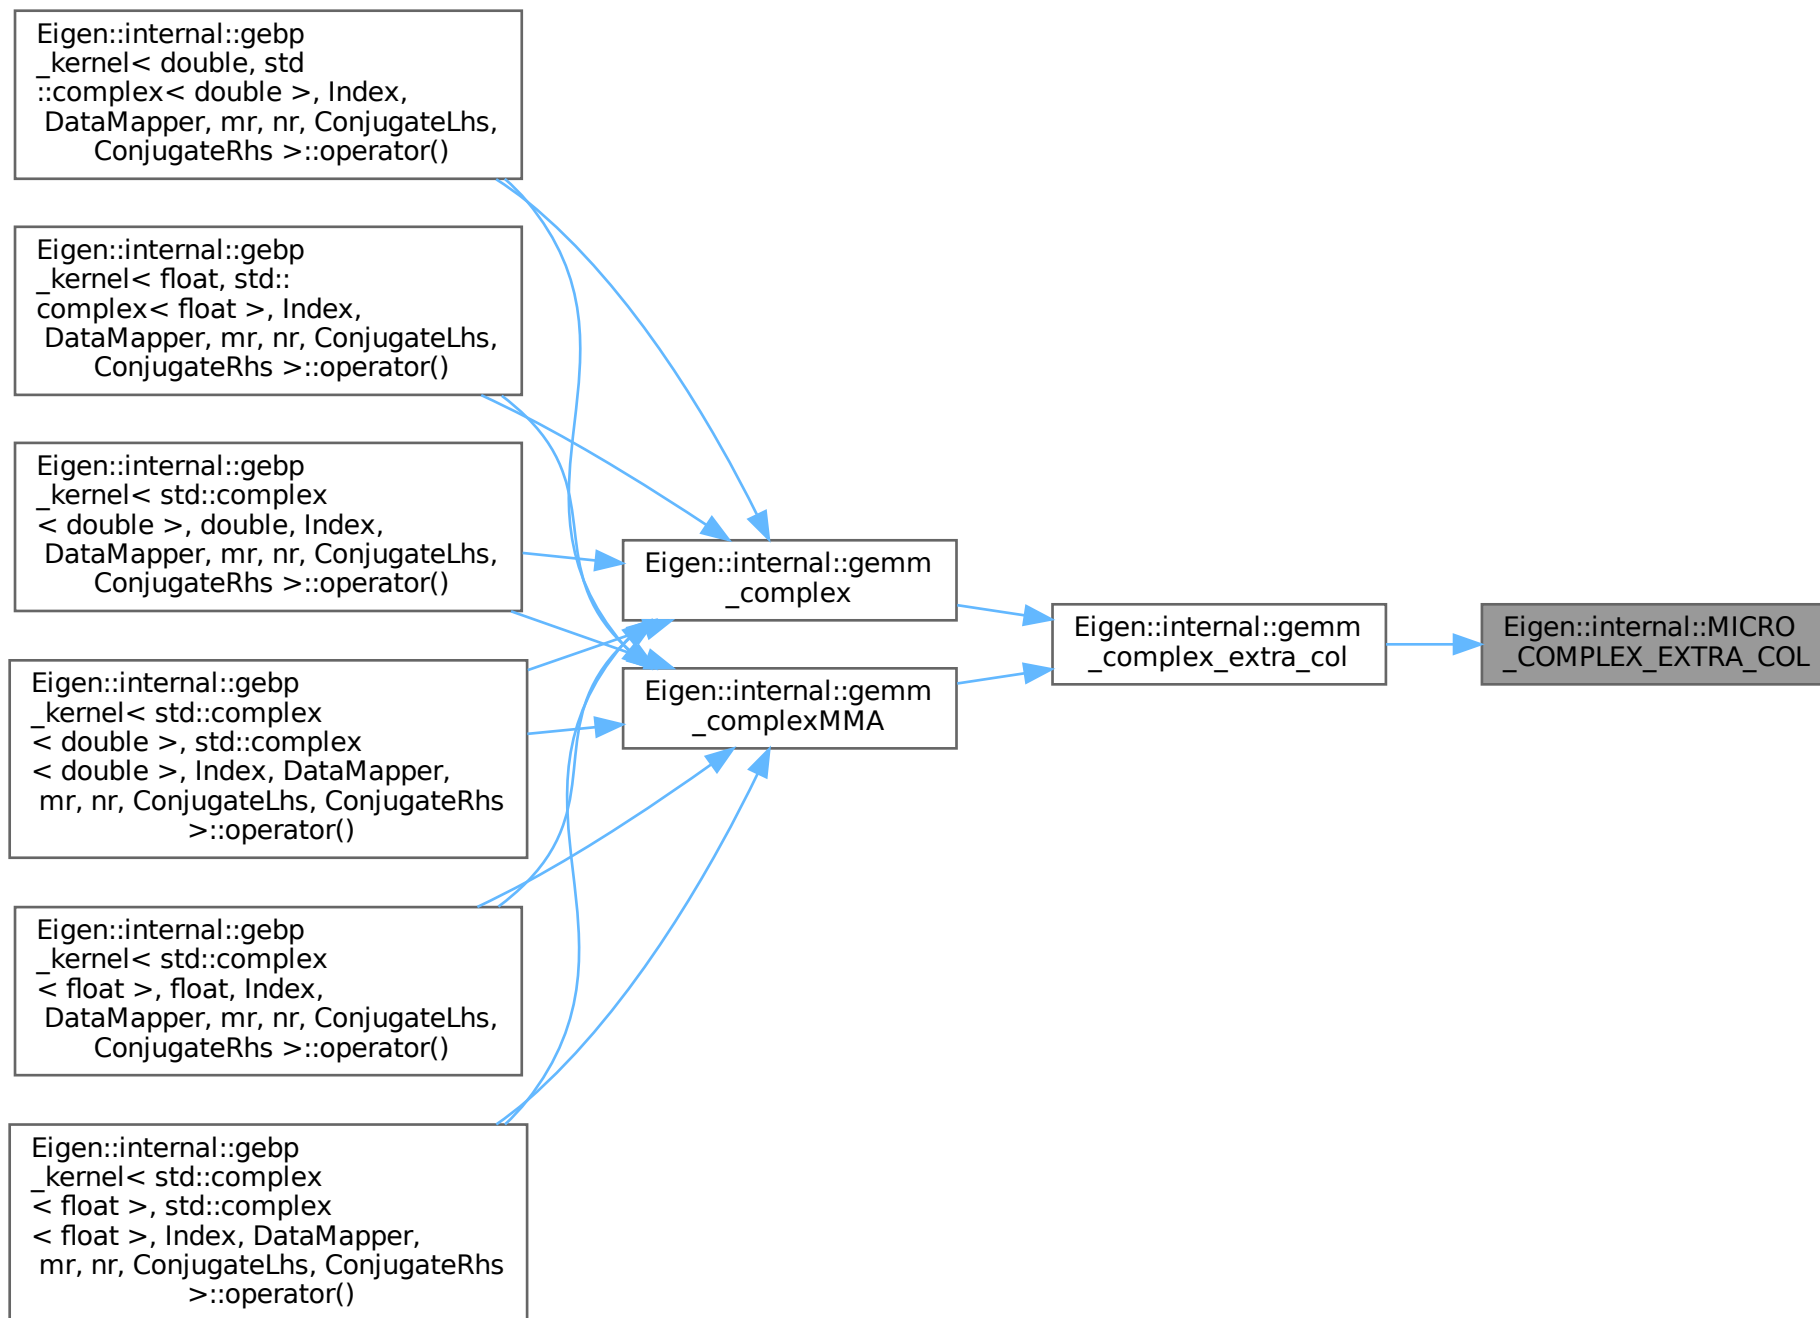 Eigen::internal::gebp
_kernel< double, std
::complex< double >, Index,
DataMapper, mr, nr, ConjugateLhs,
ConjugateRhs >::operator()
Eigen::internal::gebp
_kernel< float, std::
complex< float >, Index,
DataMapper, mr, nr, ConjugateLhs,
ConjugateRhs >::operator()
Eigen::internal::gebp
_kernel< std::complex
< double >, double, Index,
DataMapper, mr, nr, ConjugateLhs,
ConjugateRhs >::operator()
Eigen::internal::gebp
_kernel< std::complex
< double >, std::complex
< double >, Index, DataMapper,
mr, nr, ConjugateLhs, ConjugateRhs
>::operator()
Eigen::internal::gebp
_kernel< std::complex
< float >, float, Index,
DataMapper, mr, nr, ConjugateLhs,
ConjugateRhs >::operator()
Eigen::internal::gebp
_kernel< std::complex
< float >, std::complex
< float >, Index, DataMapper,
mr, nr, ConjugateLhs, ConjugateRhs
>::operator()
Eigen::internal::gemm
_complex
Eigen::internal::gemm
_complexMMA
Eigen::internal::gemm
_complex_extra_col
Eigen::internal::MICRO
_COMPLEX_EXTRA_COL